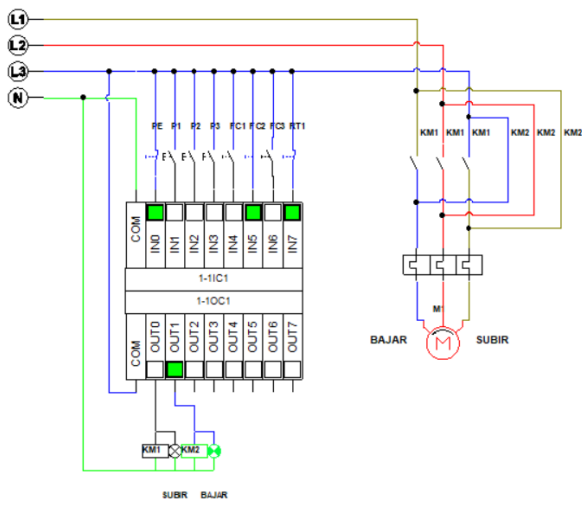 L1
L2
L3
N
PE P1 P2 P3 FC1 FC2 FC3 RT1
KM1 KM1 KM1 KM2 KM2 KM2
E E
COM IN0 IN1 IN2 IN3 IN4 IN5 IN6 IN7
1-1IC1
1-1OC1
COM OUT0 OUT1 OUT2 OUT3 OUT4 OUT5 OUT6 OUT7
M1
BAJAR M SUBIR
KM1 KM2
SUBIR BAJAR